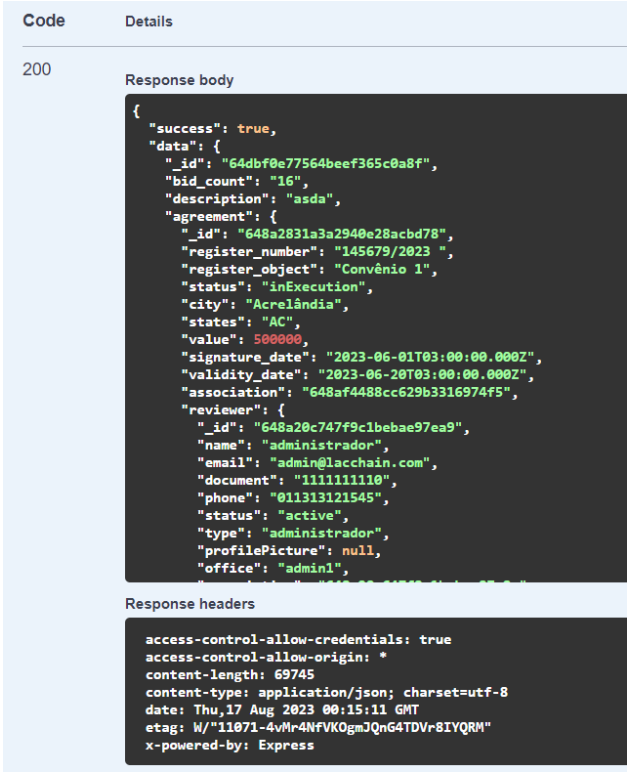 Code Details
200
Response body
{
"success": true,
"data": {
"_id": "64dbf0e77564beef365c0a8f",
"bid_count": "16",
"description": "asda",
"agreement": {
"_id": "648a2831a3a2940e28acbd78",
"register_number": "145679/2023 ",
"register_object": "Convênio 1",
"status": "inExecution",
"city": "Acrelândia",
"states": "AC",
"value": 500000,
"signature_date": "2023-06-01T03:00:00.000Z",
"validity_date": "2023-06-20T03:00:00.000Z",
"association": "648af4488cc629b3316974f5",
"reviewer": {
"_id": "648a20c747f9c1bebae97ea9",
"name": "administrador",
"email": "admin@lacchain.com",
"document": "1111111110",
"phone": "011313121545",
"status": "active",
"type": "administrador",
"profilePicture": null,
"office": "admin1",
Response headers
access-control-allow-credentials: true
access-control-allow-origin: *
content-length: 69745
content-type: application/json; charset=utf-8
date: Thu,17 Aug 2023 00:15:11 GMT
etag: W/"11071-4vMr4NfVKOgmJQnG4TDVr8IYQRM"
x-powered-by: Express